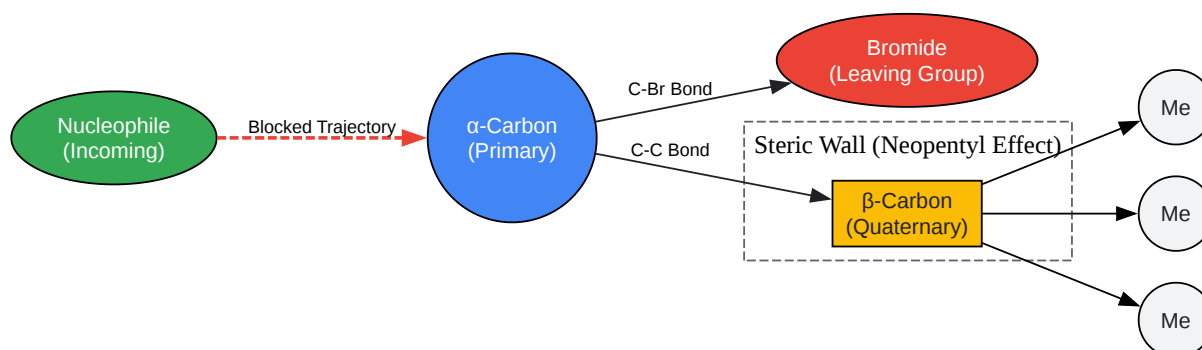 Nucleophile
(Incoming)
Blocked Trajectory
α-Carbon
(Primary)
C-Br Bond
Bromide
(Leaving Group)
C-C Bond
Steric Wall (Neopentyl Effect)
β-Carbon
(Quaternary)
Me
Me
Me